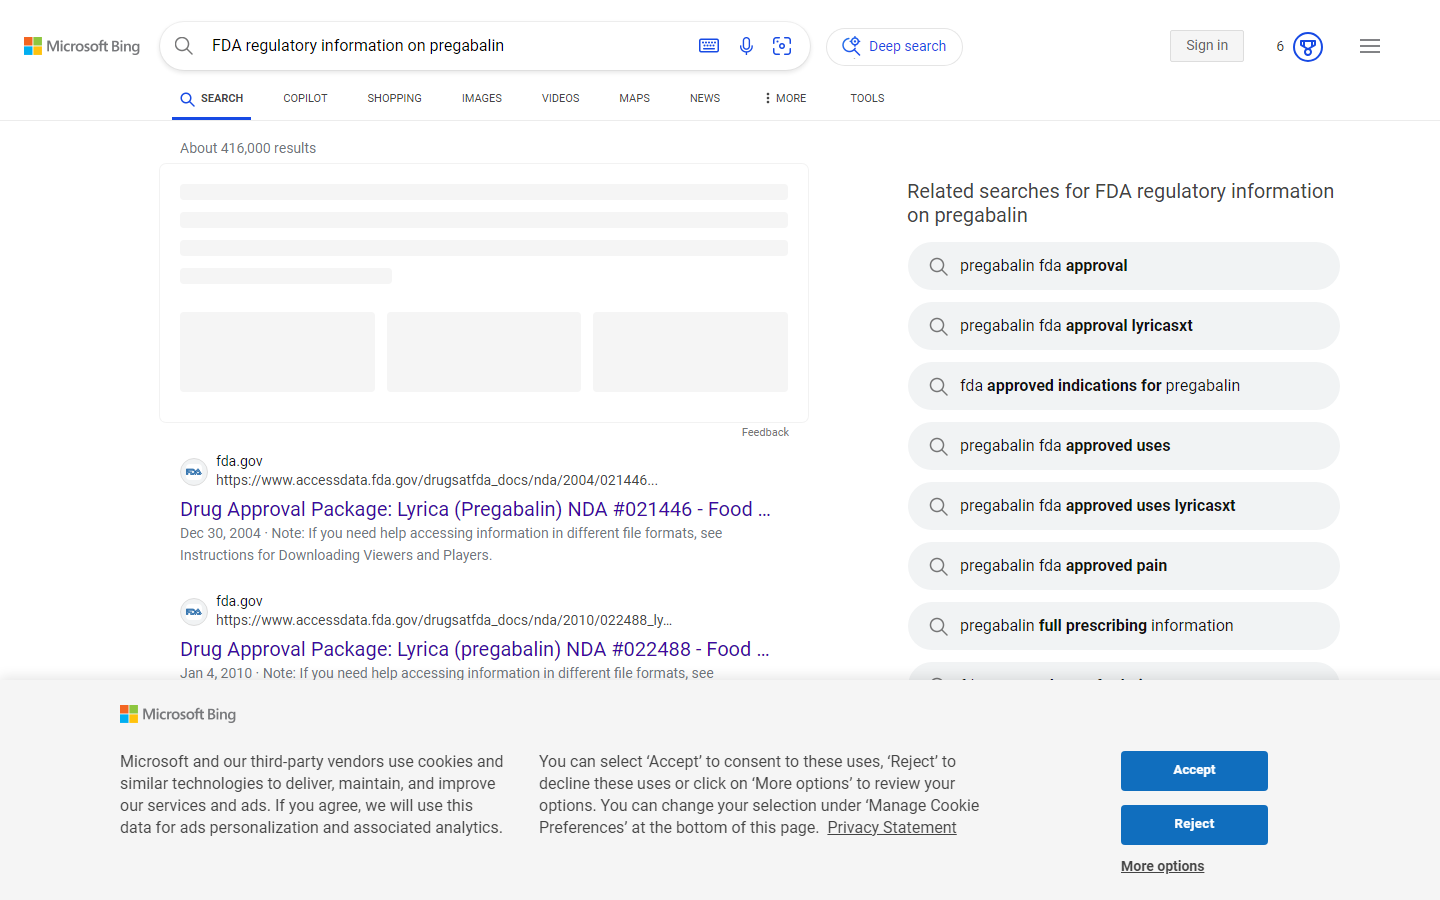 Microsoft Bing
FDA regulatory information on pregabalin
Deep search
Sign in
6
SEARCH
COPILOT
SHOPPING
IMAGES
VIDEOS
MAPS
NEWS
MORE
TOOLS
About 416,000 results
Feedback
FDA
fda.gov
https://www.accessdata.fda.gov/drugsatfda_docs/nda/2004/021446...
Drug Approval Package: Lyrica (Pregabalin) NDA #021446 - Food ...
Dec 30, 2004 · Note: If you need help accessing information in different file formats, see
Instructions for Downloading Viewers and Players.
FDA
fda.gov
https://www.accessdata.fda.gov/drugsatfda_docs/nda/2010/022488_ly...
Drug Approval Package: Lyrica (pregabalin) NDA #022488 - Food ...
Jan 4, 2010 · Note: If you need help accessing information in different file formats, see
Related searches for FDA regulatory information
on pregabalin
pregabalin fda approval
pregabalin fda approval lyricasxt
fda approved indications for pregabalin
pregabalin fda approved uses
pregabalin fda approved uses lyricasxt
pregabalin fda approved pain
pregabalin full prescribing information
Microsoft Bing
Microsoft and our third-party vendors use cookies and
similar technologies to deliver, maintain, and improve
our services and ads. If you agree, we will use this
data for ads personalization and associated analytics.
You can select ‘Accept’ to consent to these uses, ‘Reject’ to
decline these uses or click on ‘More options’ to review your
options. You can change your selection under ‘Manage Cookie
Preferences’ at the bottom of this page. Privacy Statement
Accept
Reject
More options